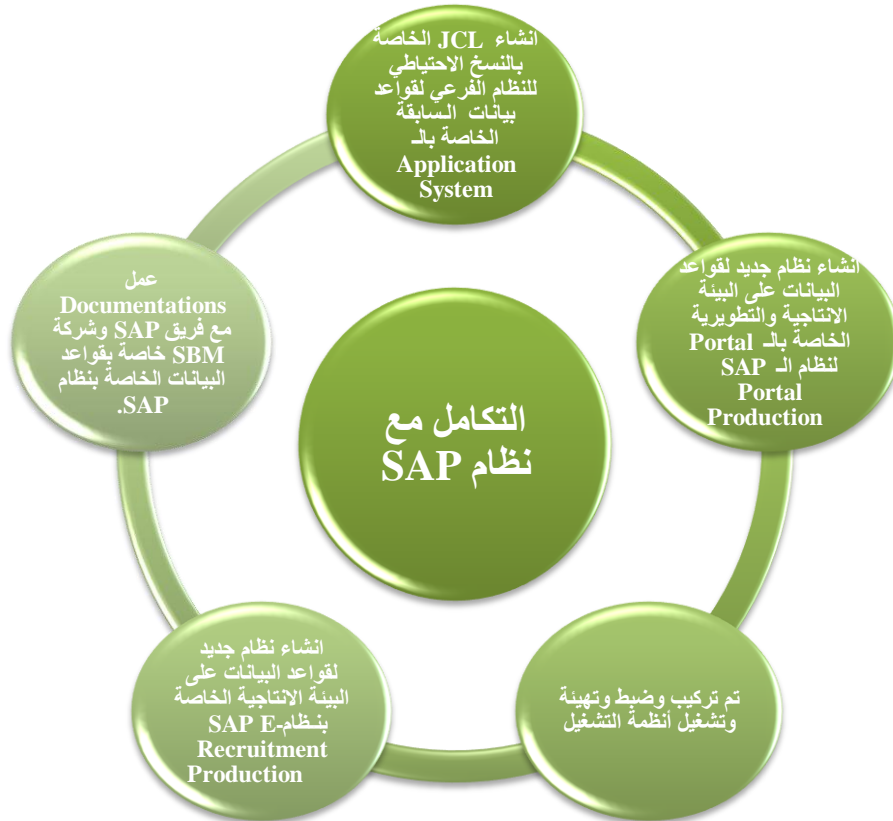 انشاء JCL الخاصة
بالنسخ الاحتياطي
للنظام الفرعي لقواعد
بيانات السابقة
الخاصة بالـ
Application
System
انشاء نظام جديد لقواعد
البيانات على البيئة
الانتاجية والتطويرية
الخاصة بالـ Portal
لنظام الـ SAP
Portal
Production
تم تركيب وضبط وتهيئة
وتشغيل أنظمة التشغيل
انشاء نظام جديد
لقواعد البيانات على
البيئة الانتاجية الخاصة
بنظام SAP E-
Recruitment
Production
عمل
Documentations
مع فريق SAP وشركة
SBM خاصة بقواعد
البيانات الخاصة بنظام
SAP.
التكامل مع
نظام SAP